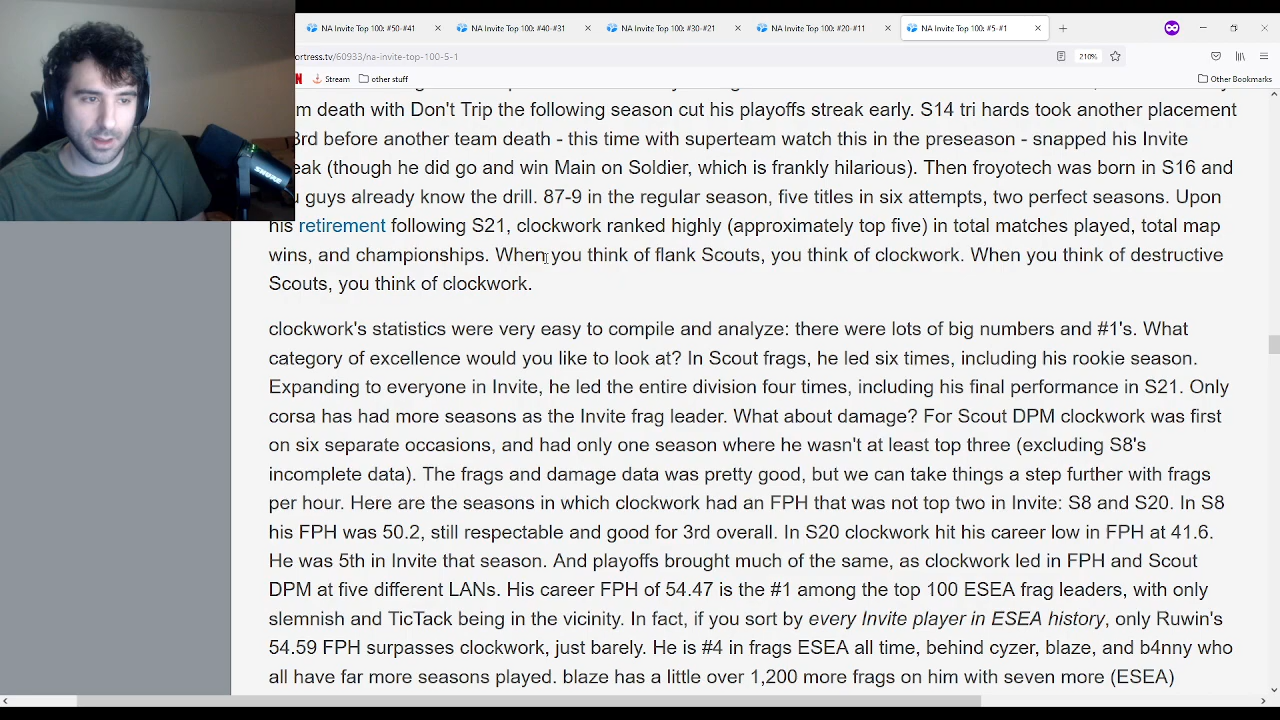 NA Invite Top 100: #50-#41
NA Invite Top 100: #40-#31
NA Invite Top 100: #30-#21
NA Invite Top 100: #20-#11
NA Invite Top 100: #5-#1
ortress.tv/60933/na-invite-top-100-5-1
210%
Stream
other stuff
Other Bookmarks
m death with Don't Trip the following season cut his playoffs streak early. S14 tri hards took another placement
3rd before another team death - this time with superteam watch this in the preseason - snapped his Invite
eak (though he did go and win Main on Soldier, which is frankly hilarious). Then froyotech was born in S16 and
guys already know the drill. 87-9 in the regular season, five titles in six attempts, two perfect seasons. Upon
his retirement following S21, clockwork ranked highly (approximately top five) in total matches played, total map
wins, and championships. When you think of flank Scouts, you think of clockwork. When you think of destructive
Scouts, you think of clockwork.
clockwork's statistics were very easy to compile and analyze: there were lots of big numbers and #1's. What
category of excellence would you like to look at? In Scout frags, he led six times, including his rookie season.
Expanding to everyone in Invite, he led the entire division four times, including his final performance in S21. Only
corsa has had more seasons as the Invite frag leader. What about damage? For Scout DPM clockwork was first
on six separate occasions, and had only one season where he wasn't at least top three (excluding S8's
incomplete data). The frags and damage data was pretty good, but we can take things a step further with frags
per hour. Here are the seasons in which clockwork had an FPH that was not top two in Invite: S8 and S20. In S8
his FPH was 50.2, still respectable and good for 3rd overall. In S20 clockwork hit his career low in FPH at 41.6.
He was 5th in Invite that season. And playoffs brought much of the same, as clockwork led in FPH and Scout
DPM at five different LANs. His career FPH of 54.47 is the #1 among the top 100 ESEA frag leaders, with only
slemnish and TicTack being in the vicinity. In fact, if you sort by every Invite player in ESEA history, only Ruwin's
54.59 FPH surpasses clockwork, just barely. He is #4 in frags ESEA all time, behind cyzer, blaze, and b4nny who
all have far more seasons played. blaze has a little over 1,200 more frags on him with seven more (ESEA)
SHURE